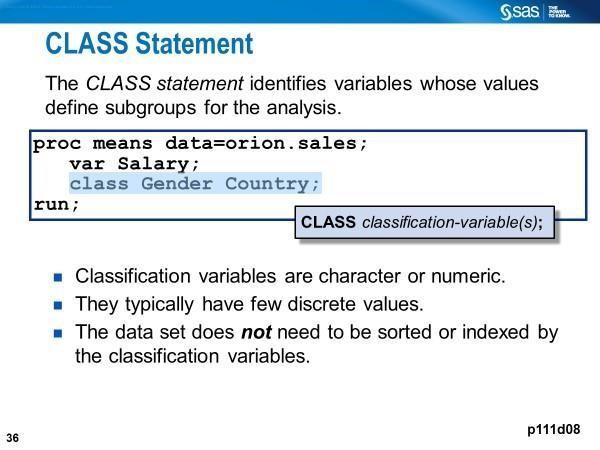 sas THE POWER TO KNOW.
CLASS Statement
The CLASS statement identifies variables whose values
define subgroups for the analysis.
proc means data=orion.sales;
var Salary;
class Gender Country;
run;
CLASS classification-variable(s);
Classification variables are character or numeric.
They typically have few discrete values.
The data set does not need to be sorted or indexed by
the classification variables.
36
p111d08